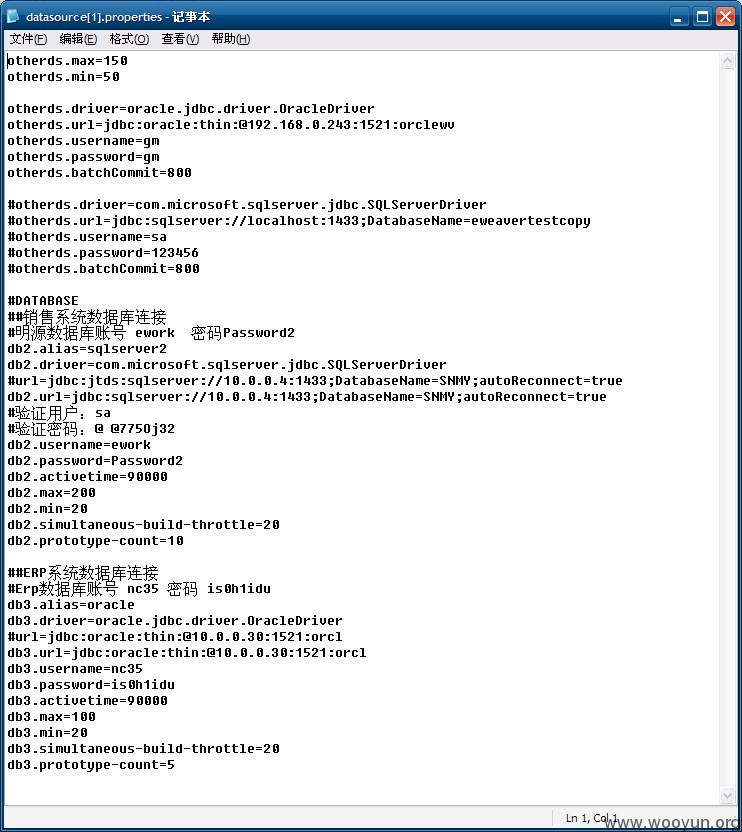 datasource[1].properties - 记事本
文件(F) 编辑(E) 格式(O) 查看(V) 帮助(H)
otherds.max=150
otherds.min=50
otherds.driver=oracle.jdbc.driver.OracleDriver
otherds.url=jdbc:oracle:thin:@192.168.0.243:1521:orclewv
otherds.username=gm
otherds.password=gm
otherds.batchCommit=800
#otherds.driver=com.microsoft.sqlserver.jdbc.SQLServerDriver
#otherds.url=jdbc:sqlserver://localhost:1433;DatabaseName=eweavertestcopy
#otherds.username=sa
#otherds.password=123456
#otherds.batchCommit=800
#DATABASE
##销售系统数据库连接
#明源数据库账号 ework  密码Password2
db2.alias=sqlserver2
db2.driver=com.microsoft.sqlserver.jdbc.SQLServerDriver
#url=jdbc:jtds:sqlserver://10.0.0.4:1433;DatabaseName=SNMY;autoReconnect=true
db2.url=jdbc:sqlserver://10.0.0.4:1433;DatabaseName=SNMY;autoReconnect=true
#验证用户：sa
#验证密码：@ @7750j32
db2.username=ework
db2.password=Password2
db2.activetime=90000
db2.max=200
db2.min=20
db2.simultaneous-build-throttle=20
db2.prototype-count=10
##ERP系统数据库连接
#Erp数据库账号 nc35 密码 is0h1idu
db3.alias=oracle
db3.driver=oracle.jdbc.driver.OracleDriver
#url=jdbc:oracle:thin:@10.0.0.30:1521:orcl
db3.url=jdbc:oracle:thin:@10.0.0.30:1521:orcl
db3.username=nc35
db3.password=is0h1idu
db3.activetime=90000
db3.max=100
db3.min=20
db3.simultaneous-build-throttle=20
db3.prototype-count=5
Ln 1, Col 1
www.wooyun.org